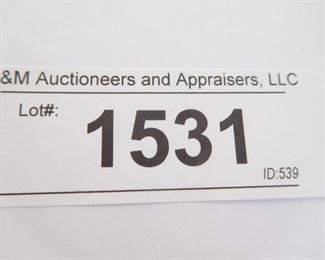 &M Auctioneers and Appraisers, LLC
Lot#:
1531
ID:539